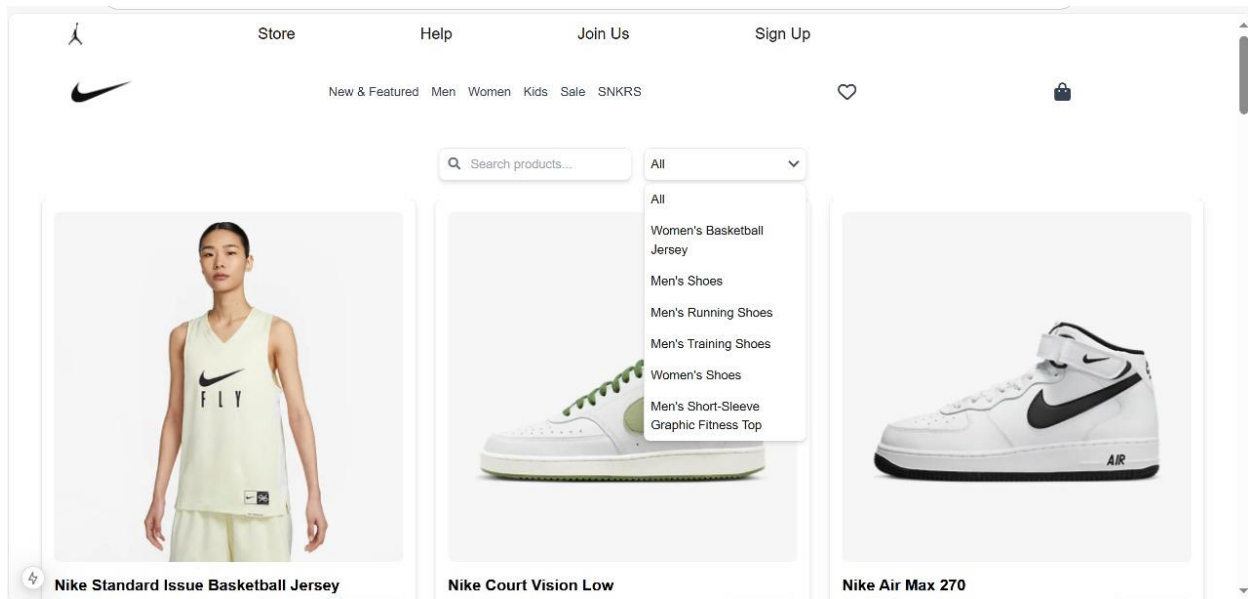 Store Help Join Us Sign Up
New & Featured Men Women Kids Sale SNKRS
Search products...
All
All
Women's Basketball
Jersey
Men's Shoes
Men's Running Shoes
Men's Training Shoes
Women's Shoes
Men's Short-Sleeve
Graphic Fitness Top
FLY
96
AIR
Nike Standard Issue Basketball Jersey
Nike Court Vision Low
Nike Air Max 270